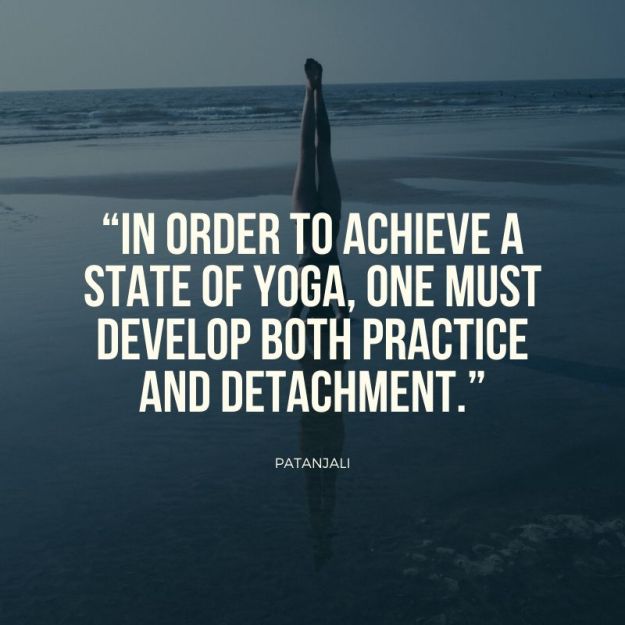 “IN ORDER TO ACHIEVE A
STATE OF YOGA, ONE MUST
DEVELOP BOTH PRACTICE
AND DETACHMENT.”
PATANJALI